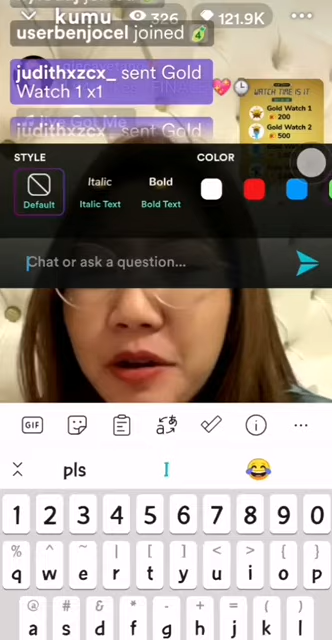 kumu 326 121.9K
userbenjocel joined
judithxzcx_ sent Gold
Watch 1 x1
judithxzcx_ sent Gold
WATCH TIME IS IT
Gold Watch 1
200
Gold Watch 2
500
STYLE COLOR
Default
Italic
Italic Text
Bold
Bold Text
Chat or ask a question...
GIF
pls I
1 2 3 4 5 6 7 8 9 0
% ^ ~ | [ ] < > { }
q w e r t y u i o p
@ # & * - + = ( )
a s d f g h j k l